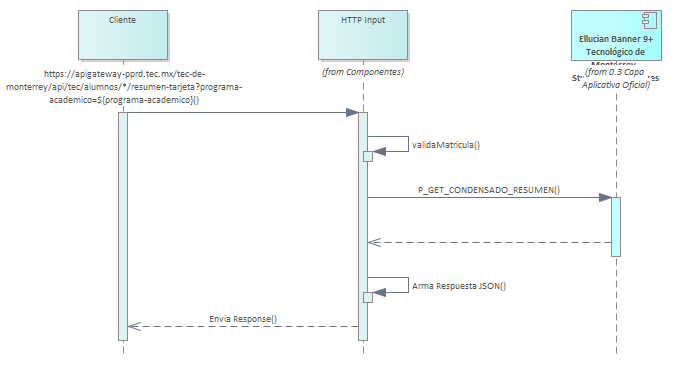 Cliente
HTTP Input
Ellucian Banner 9+
Tecnológico de
Monterrey
(from Componentes)
(from 0.3 Capa
Aplicativa Oficial)
https://apigateway-pprd.tec.mx/tec-de-
monterrey/api/tec/alumnos/*/resumen-tarjeta?programa-
academico=${programa-academico}()
validaMatricula()
P_GET_CONDENSADO_RESUMEN()
Arma Respuesta JSON()
Envía Response()